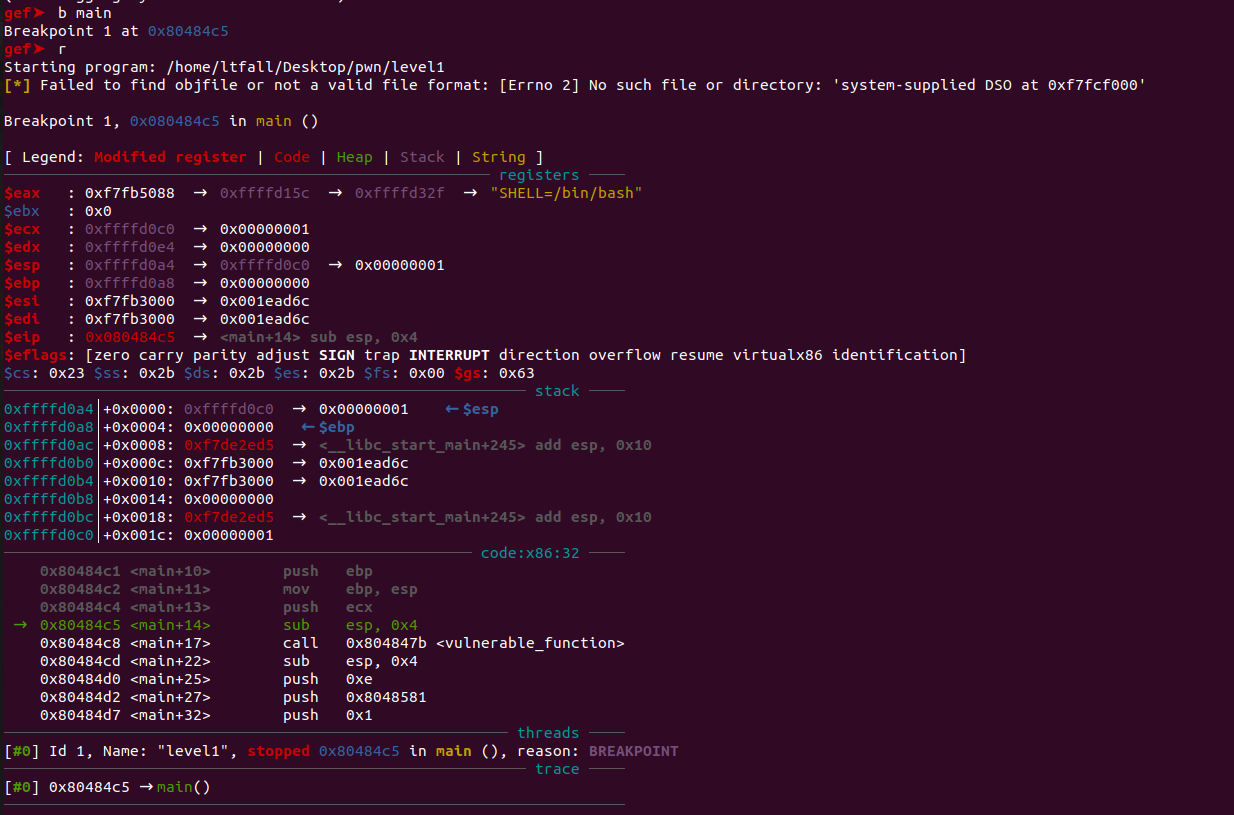 gef➤  b main
Breakpoint 1 at 0x80484c5
gef➤  r
Starting program: /home/ltfall/Desktop/pwn/level1
[*] Failed to find objfile or not a valid file format: [Errno 2] No such file or directory: 'system-supplied DSO at 0xf7fcf000'
Breakpoint 1, 0x080484c5 in main ()
[ Legend: Modified register | Code | Heap | Stack | String ]
registers
$eax   : 0xf7fb5088  →  0xffffd15c  →  0xffffd32f  →  "SHELL=/bin/bash"
$ebx   : 0x0
$ecx   : 0xffffd0c0  →  0x00000001
$edx   : 0xffffd0e4  →  0x00000000
$esp   : 0xffffd0a4  →  0xffffd0c0  →  0x00000001
$ebp   : 0xffffd0a8  →  0x00000000
$esi   : 0xf7fb3000  →  0x001ead6c
$edi   : 0xf7fb3000  →  0x001ead6c
$eip   : 0x080484c5  →  <main+14> sub esp, 0x4
$eflags: [zero carry parity adjust SIGN trap INTERRUPT direction overflow resume virtualx86 identification]
$cs: 0x23 $ss: 0x2b $ds: 0x2b $es: 0x2b $fs: 0x00 $gs: 0x63
stack
0xffffd0a4│+0x0000: 0xffffd0c0  →  0x00000001    ← $esp
0xffffd0a8│+0x0004: 0x00000000   ← $ebp
0xffffd0ac│+0x0008: 0xf7de2ed5  →  <__libc_start_main+245> add esp, 0x10
0xffffd0b0│+0x000c: 0xf7fb3000  →  0x001ead6c
0xffffd0b4│+0x0010: 0xf7fb3000  →  0x001ead6c
0xffffd0b8│+0x0014: 0x00000000
0xffffd0bc│+0x0018: 0xf7de2ed5  →  <__libc_start_main+245> add esp, 0x10
0xffffd0c0│+0x001c: 0x00000001
code:x86:32
0x80484c1 <main+10>        push   ebp
0x80484c2 <main+11>        mov    ebp, esp
0x80484c4 <main+13>        push   ecx
→ 0x80484c5 <main+14>        sub    esp, 0x4
0x80484c8 <main+17>        call   0x804847b <vulnerable_function>
0x80484cd <main+22>        sub    esp, 0x4
0x80484d0 <main+25>        push   0xe
0x80484d2 <main+27>        push   0x8048581
0x80484d7 <main+32>        push   0x1
threads
[#0] Id 1, Name: "level1", stopped 0x80484c5 in main (), reason: BREAKPOINT
trace
[#0] 0x80484c5 → main()